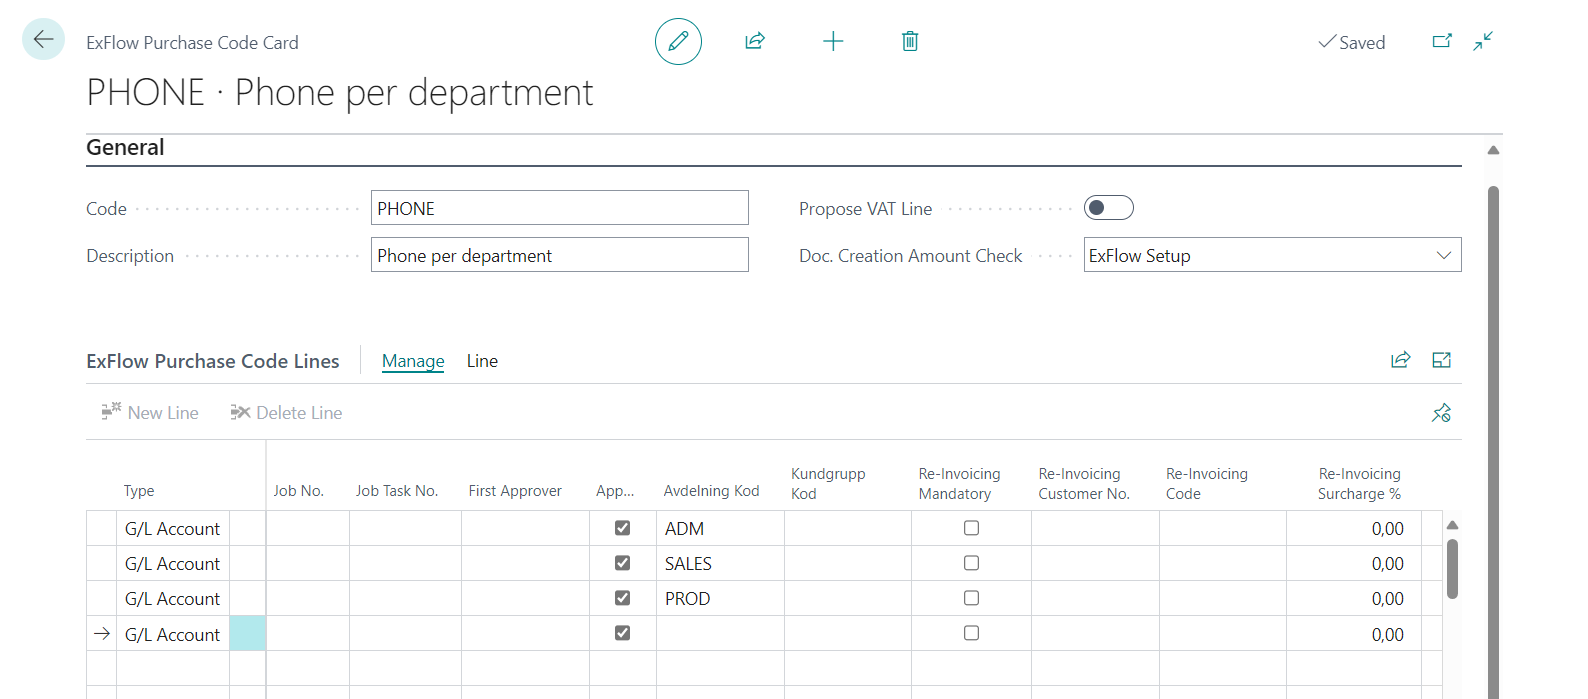 ExFlow Purchase Code Card
Saved
PHONE · Phone per department
General
Code
PHONE
Propose VAT Line
Description
Phone per department
Doc. Creation Amount Check
ExFlow Setup
ExFlow Purchase Code Lines
Manage
Line
New Line
Delete Line
Type
Job No.
Job Task No.
First Approver
App...
Avdelning Kod
Kundgrupp
Kod
Re-Invoicing
Mandatory
Re-Invoicing
Customer No.
Re-Invoicing
Code
Re-Invoicing
Surcharge %
G/L Account ADM 0,00
G/L Account SALES 0,00
G/L Account PROD 0,00
G/L Account 0,00